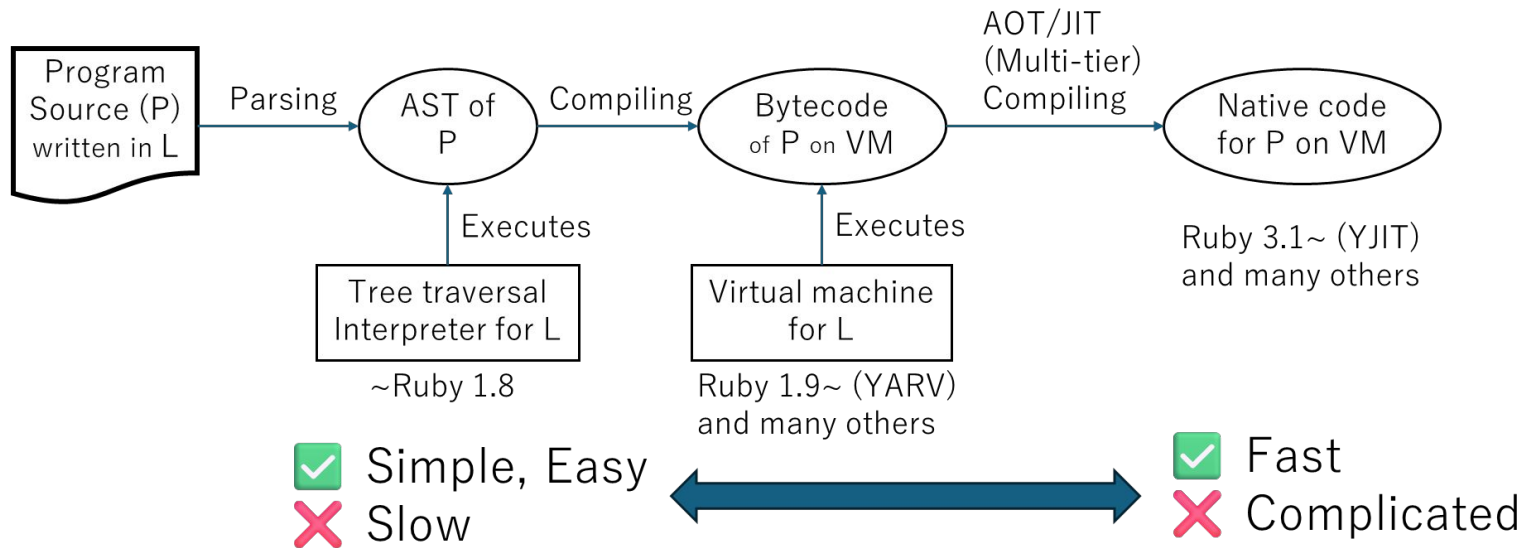 Program
Source (P)
written in L
Parsing
AST of
P
Compiling
Bytecode
of P on VM
AOT/JIT
(Multi-tier)
Compiling
Native code
for P on VM
Executes
Executes
Tree traversal
Interpreter for L
Virtual machine
for L
~Ruby 1.8
Ruby 1.9~ (YARV)
and many others
Ruby 3.1~ (YJIT)
and many others
✅ Simple, Easy
❌ Slow
✅ Fast
❌ Complicated